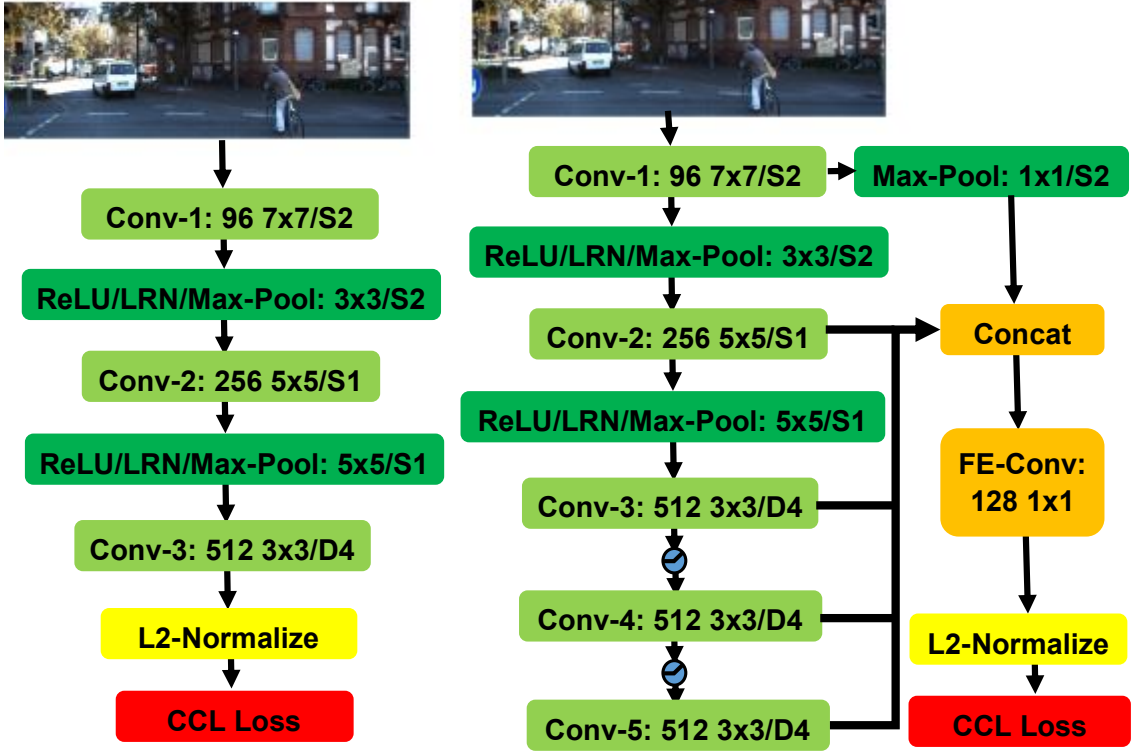 Conv-1: 96 7x7/S2
ReLU/LRN/Max-Pool: 3x3/S2
Conv-2: 256 5x5/S1
ReLU/LRN/Max-Pool: 5x5/S1
Conv-3: 512 3x3/D4
L2-Normalize
CCL Loss
Conv-1: 96 7x7/S2
ReLU/LRN/Max-Pool: 3x3/S2
Conv-2: 256 5x5/S1
ReLU/LRN/Max-Pool: 5x5/S1
Conv-3: 512 3x3/D4
Conv-4: 512 3x3/D4
Conv-5: 512 3x3/D4
Max-Pool: 1x1/S2
Concat
FE-Conv:
128 1x1
L2-Normalize
CCL Loss